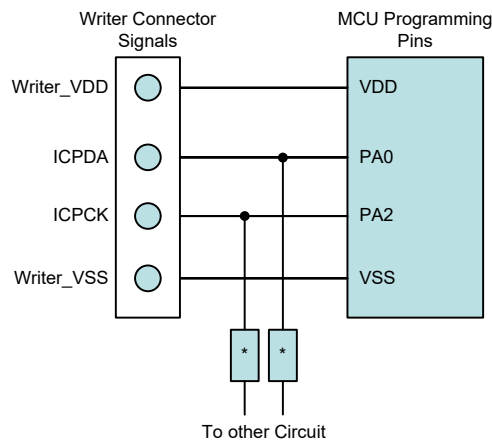 Writer Connector
Signals
MCU Programming
Pins
Writer_VDD
VDD
ICPDA
PA0
ICPCK
PA2
Writer_VSS
VSS
*
*
To other Circuit